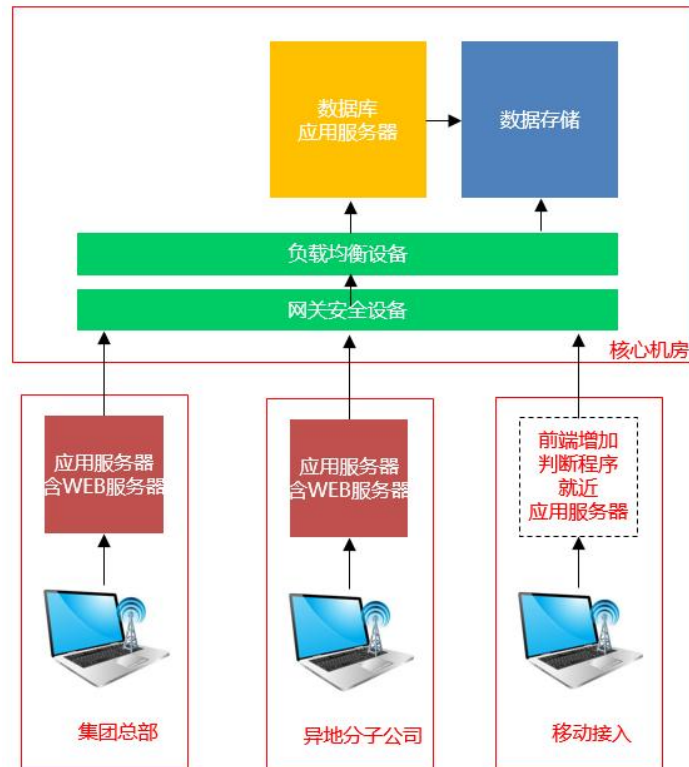 数据库
应用服务器
数据存储
负载均衡设备
网关安全设备
核心机房
应用服务器
含WEB服务器
应用服务器
含WEB服务器
前端增加
判断程序
就近
应用服务器
集团总部
异地分子公司
移动接入